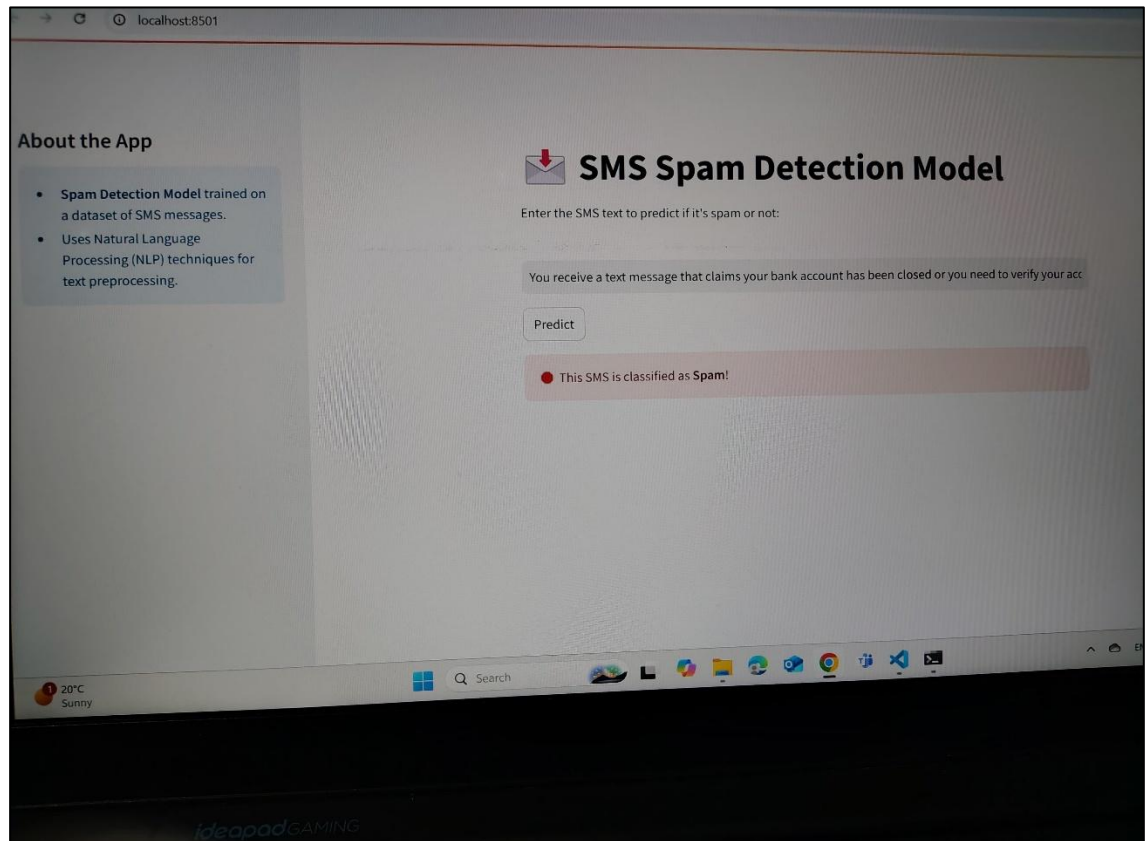 localhost:8501
About the App
• Spam Detection Model trained on
a dataset of SMS messages.
• Uses Natural Language
Processing (NLP) techniques for
text preprocessing.
SMS Spam Detection Model
Enter the SMS text to predict if it's spam or not:
You receive a text message that claims your bank account has been closed or you need to verify your acc
Predict
This SMS is classified as Spam!
1
20°C
Sunny
Search
ideapad GAMING